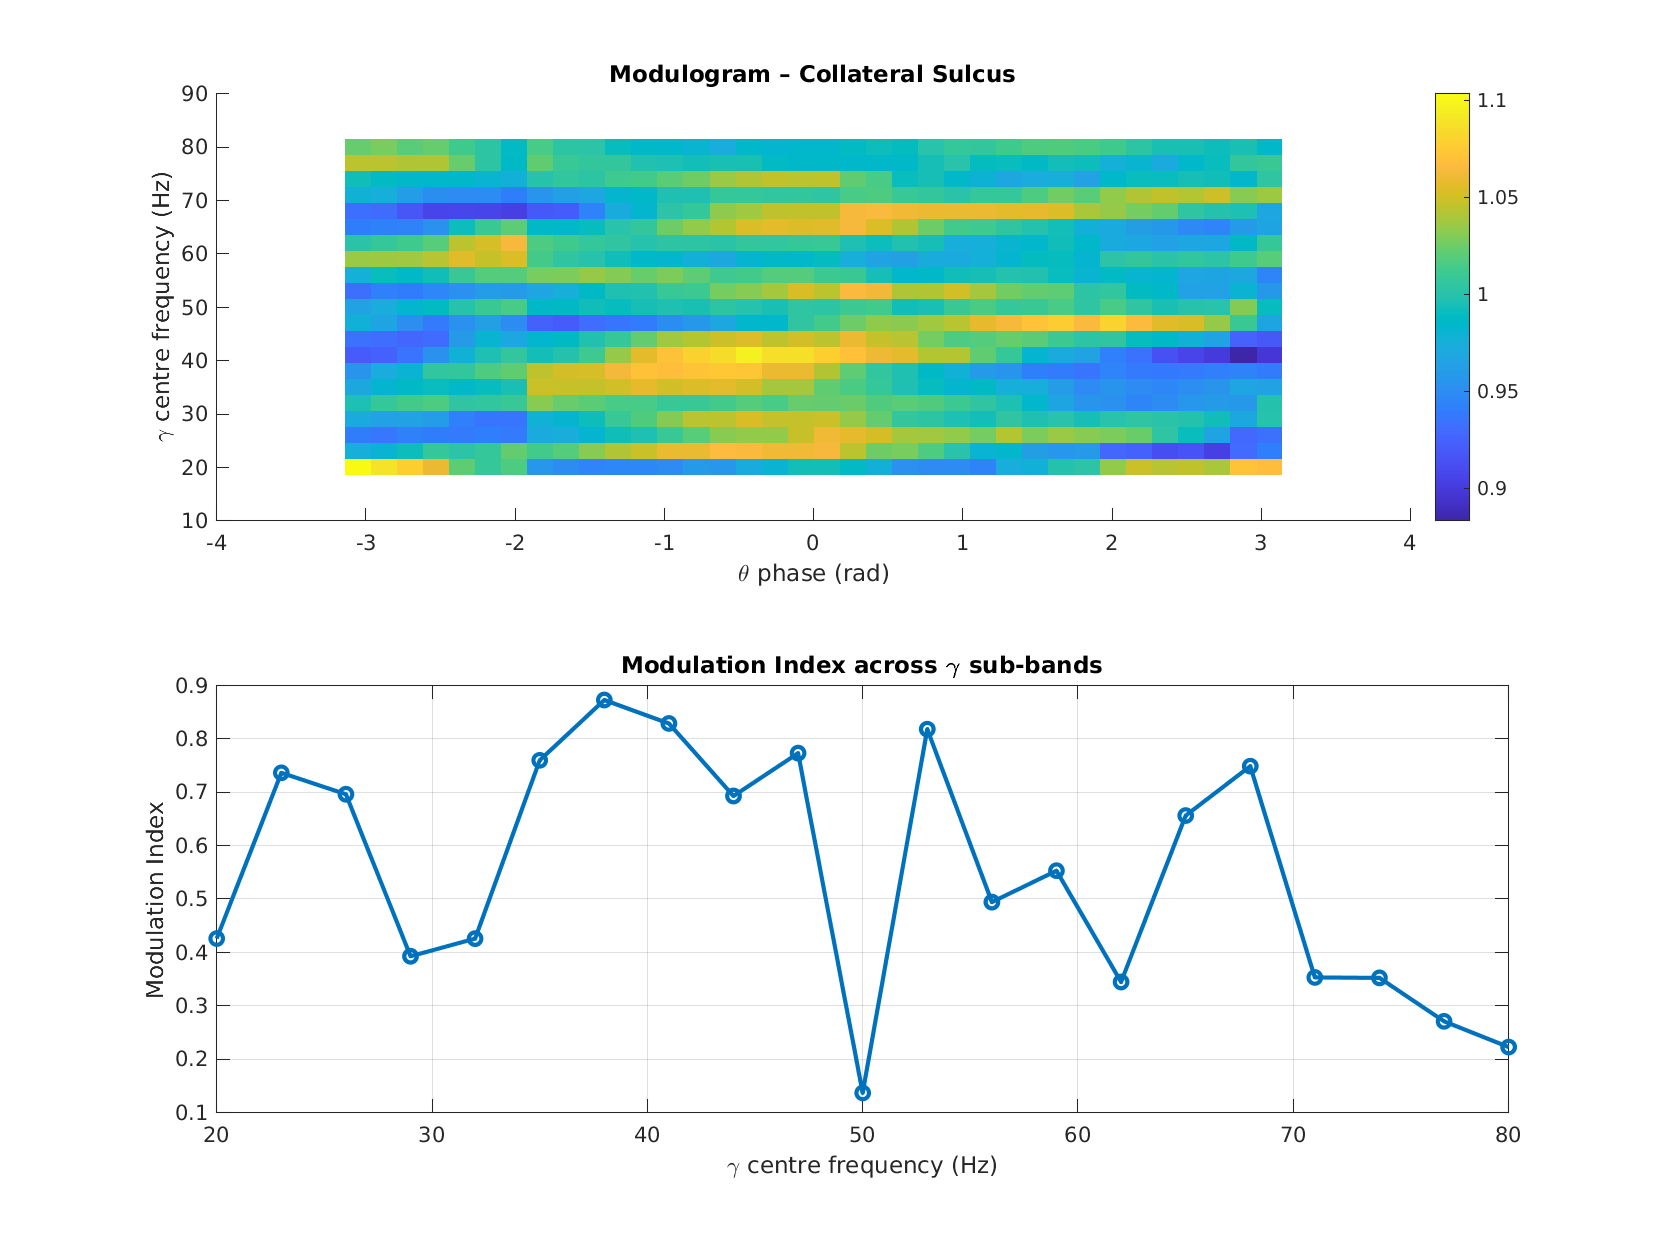 Modulogram – Collateral Sulcus
90
80
70
60
50
40
30
20
10
γ centre frequency (Hz)
-4 -3 -2 -1 0 1 2 3 4
θ phase (rad)
1.1
1.05
1
0.95
0.9
Modulation Index across γ sub-bands
0.9
0.8
0.7
0.6
0.5
0.4
0.3
0.2
0.1
Modulation Index
20 30 40 50 60 70 80
γ centre frequency (Hz)